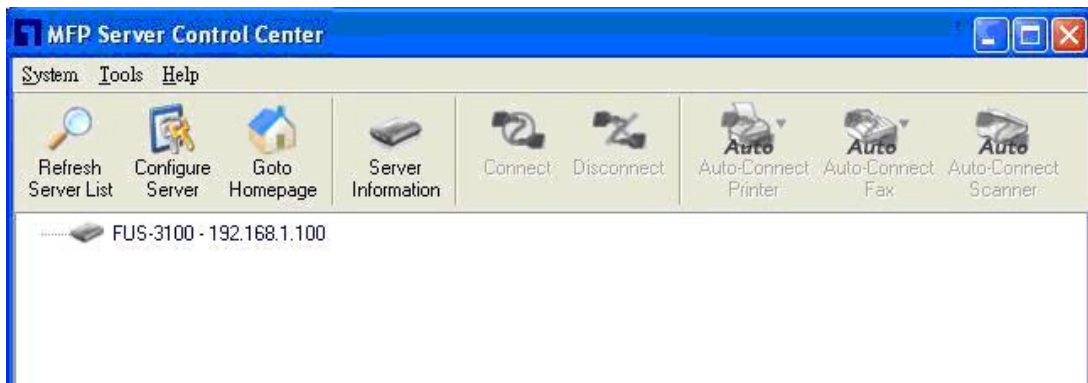 MFP Server Control Center
System Tools Help
Refresh Server List
Configure Server
Goto Homepage
Server Information
Connect
Disconnect
Auto
Auto-Connect Printer
Auto
Auto-Connect Fax
Auto
Auto-Connect Scanner
FUS-3100 - 192.168.1.100